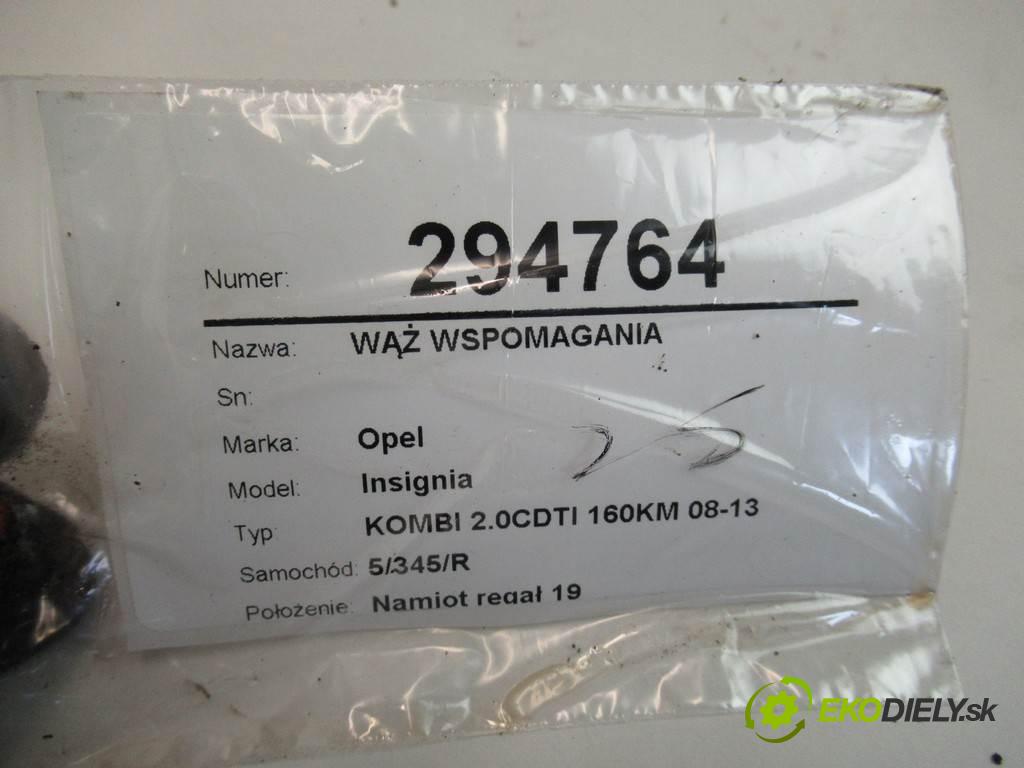 Numer: 294764
Nazwa: WĄŻ WSPOMAGANIA
Sn:
Marka: Opel
Model: Insignia
Typ: KOMBI 2.0CDTI 160KM 08-13
Samochód: 5/345/R
Położenie: Namiot regał 19
EKODIELY.sk